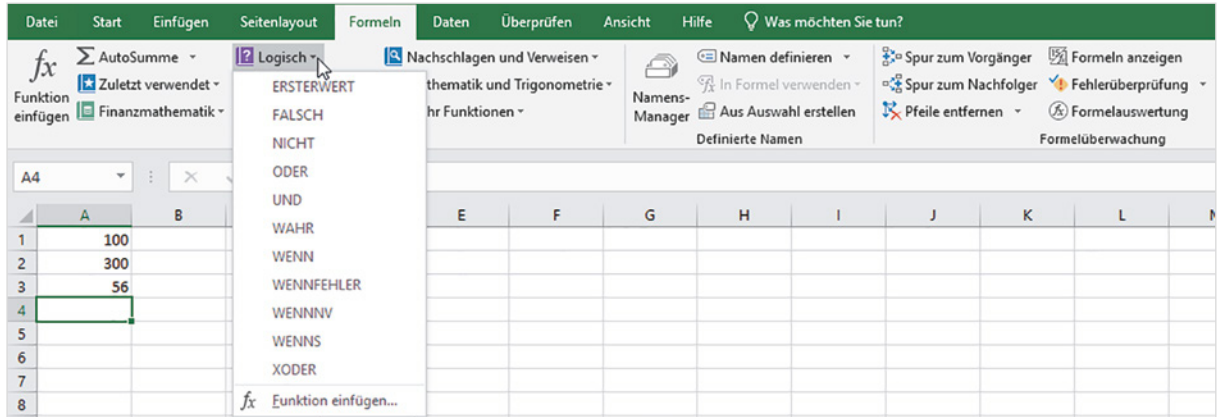 Datei Start Einfügen Seitenlayout Formeln Daten Überprüfen Ansicht Hilfe Was möchten Sie tun?
fx AutoSumme Logisch Nachschlagen und Verweisen Namen definieren Spur zum Vorgänger Formeln anzeigen
Zuletzt verwendet thematik und Trigonometrie In Formel verwenden Spur zum Nachfolger Fehlerüberprüfung
Funktion einfügen Finanzmathematik hr Funktionen Namens-Manager Aus Auswahl erstellen Pfeile entfernen Formelauswertung
Definierte Namen Formelüberwachung
ERSTERWERT
FALSCH
NICHT
ODER
UND
WAHR
WENN
WENNFEHLER
WENNNV
WENNS
XODER
fx Funktion einfügen...
A4
A B E F G H I J K L
1 100
2 300
3 56
4
5
6
7
8